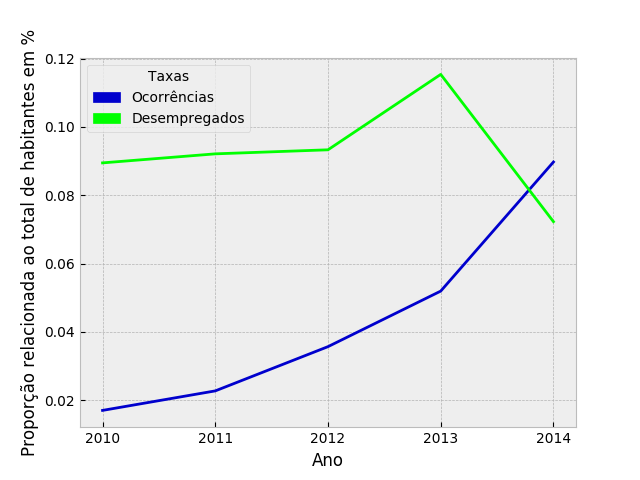 Proporção relacionada ao total de habitantes em %
0.12
0.10
0.08
0.06
0.04
0.02
Taxas
Ocorrências
Desempregados
2010 2011 2012 2013 2014
Ano